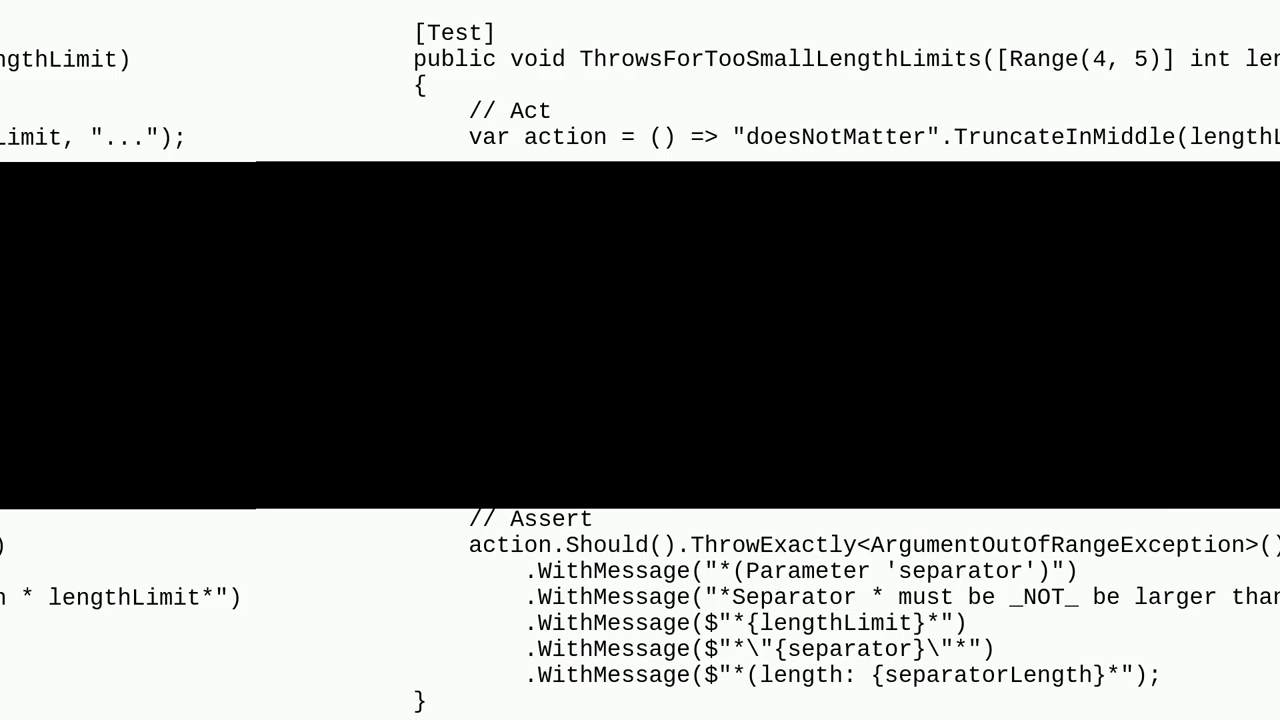 [Test]
ngthLimit)
public void ThrowsForTooSmallLengthLimits([Range(4, 5)] int len
{
// Act
Limit, "...");
var action = () => "doesNotMatter".TruncateInMiddle(lengthL
// Assert
)
action.Should().ThrowExactly<ArgumentOutOfRangeException>()
.WithMessage("*(Parameter 'separator')")
n * lengthLimit*")
.WithMessage("*Separator * must be _NOT_ be larger than
.WithMessage($"*{lengthLimit}*")
.WithMessage($"*\"{separator}\"*")
.WithMessage($"*(length: {separatorLength}*");
}